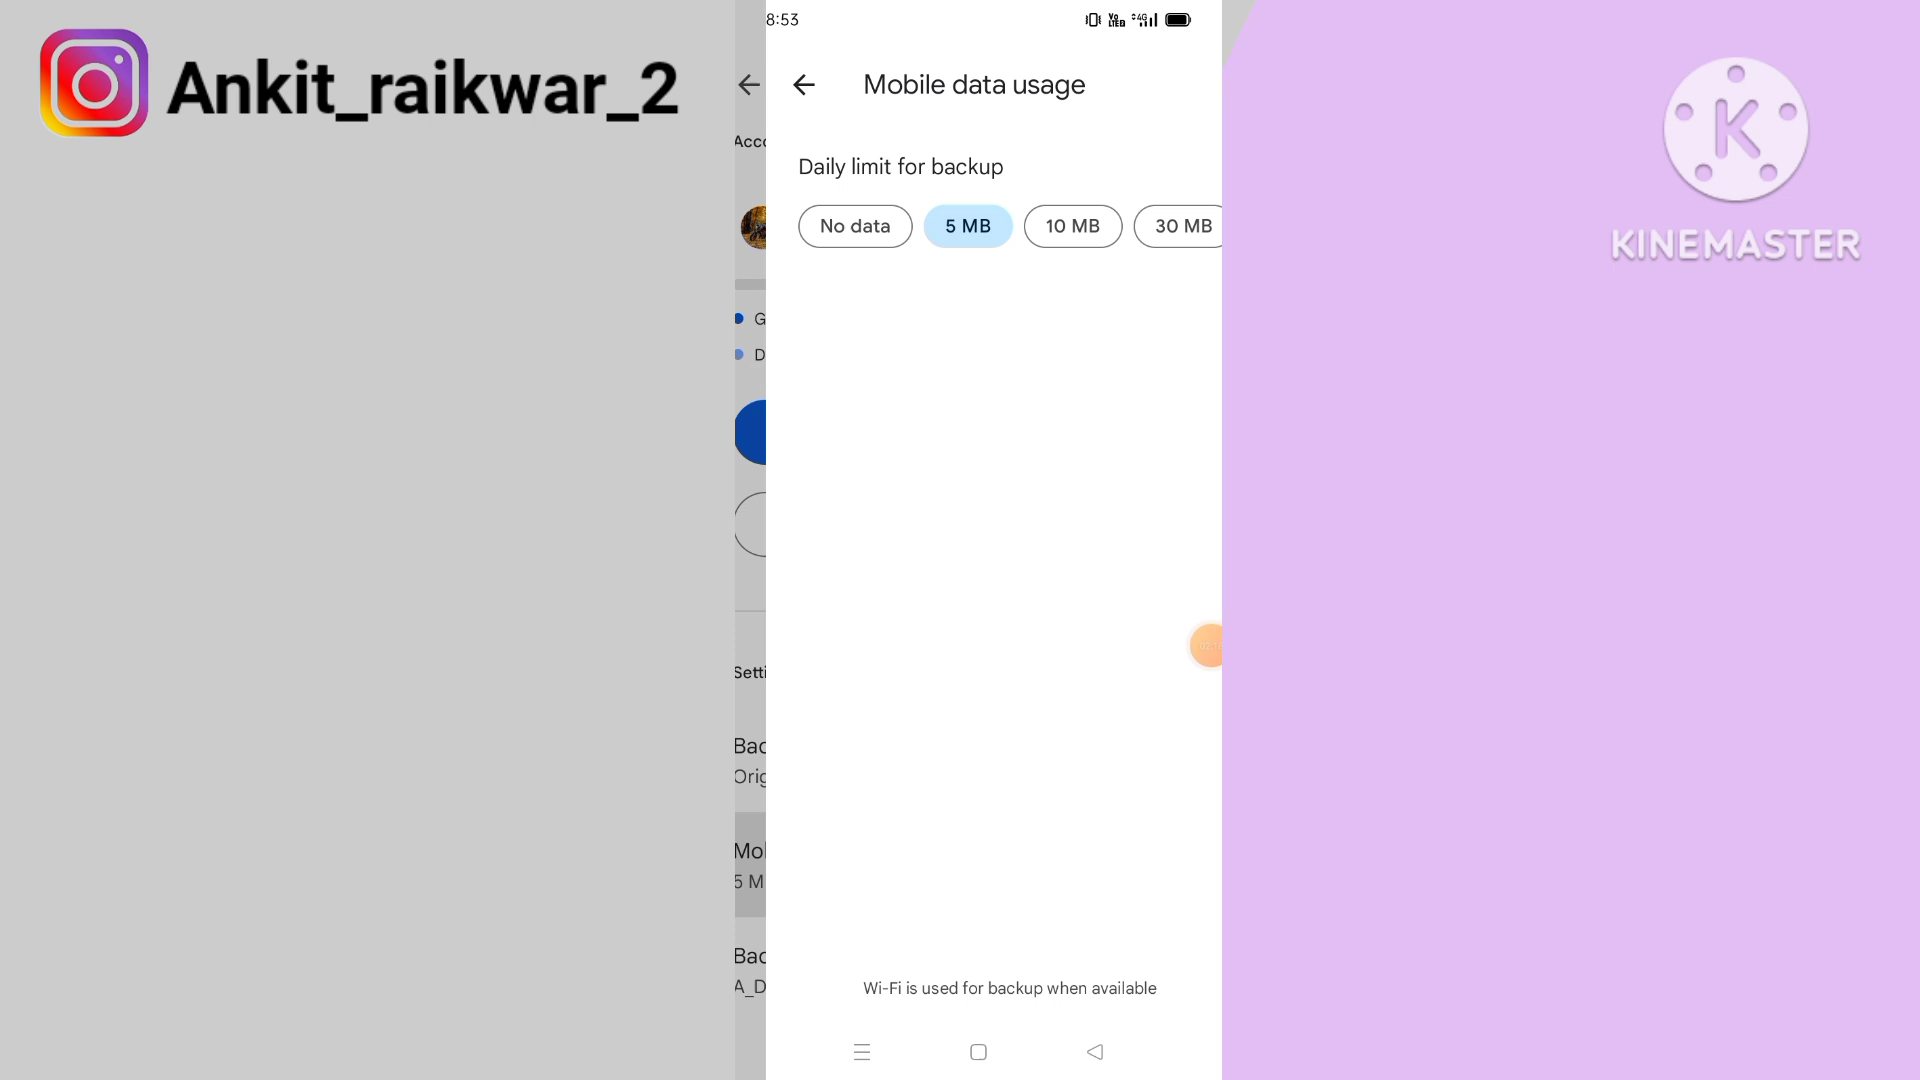 Ankit_raikwar_2
8:53
Mobile data usage
Daily limit for backup
No data
5 MB
10 MB
30 MB
Wi-Fi is used for backup when available
KINEMASTER